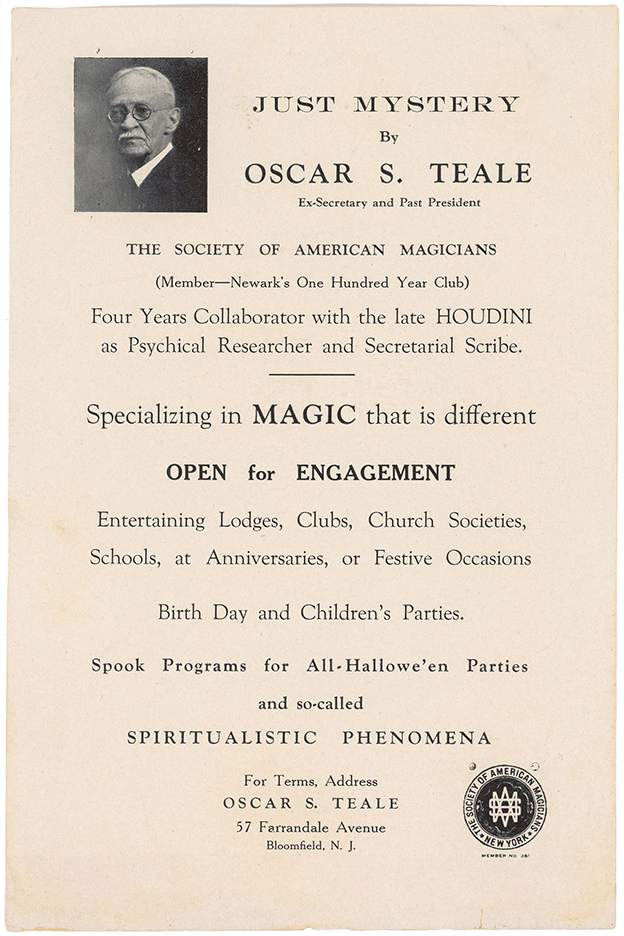 JUST MYSTERY
By
OSCAR S. TEALE
Ex-Secretary and Past President
THE SOCIETY OF AMERICAN MAGICIANS
(Member—Newark's One Hundred Year Club)
Four Years Collaborator with the late HOUDINI
as Psychical Researcher and Secretarial Scribe.
Specializing in MAGIC that is different
OPEN for ENGAGEMENT
Entertaining Lodges, Clubs, Church Societies,
Schools, at Anniversaries, or Festive Occasions
Birth Day and Children's Parties.
Spook Programs for All-Hallowe'en Parties
and so-called
SPIRITUALISTIC PHENOMENA
For Terms, Address
OSCAR S. TEALE
57 Farrandale Avenue
Bloomfield, N. J.
THE SOCIETY OF AMERICAN MAGICIANS
NEW YORK
MEMBER NO